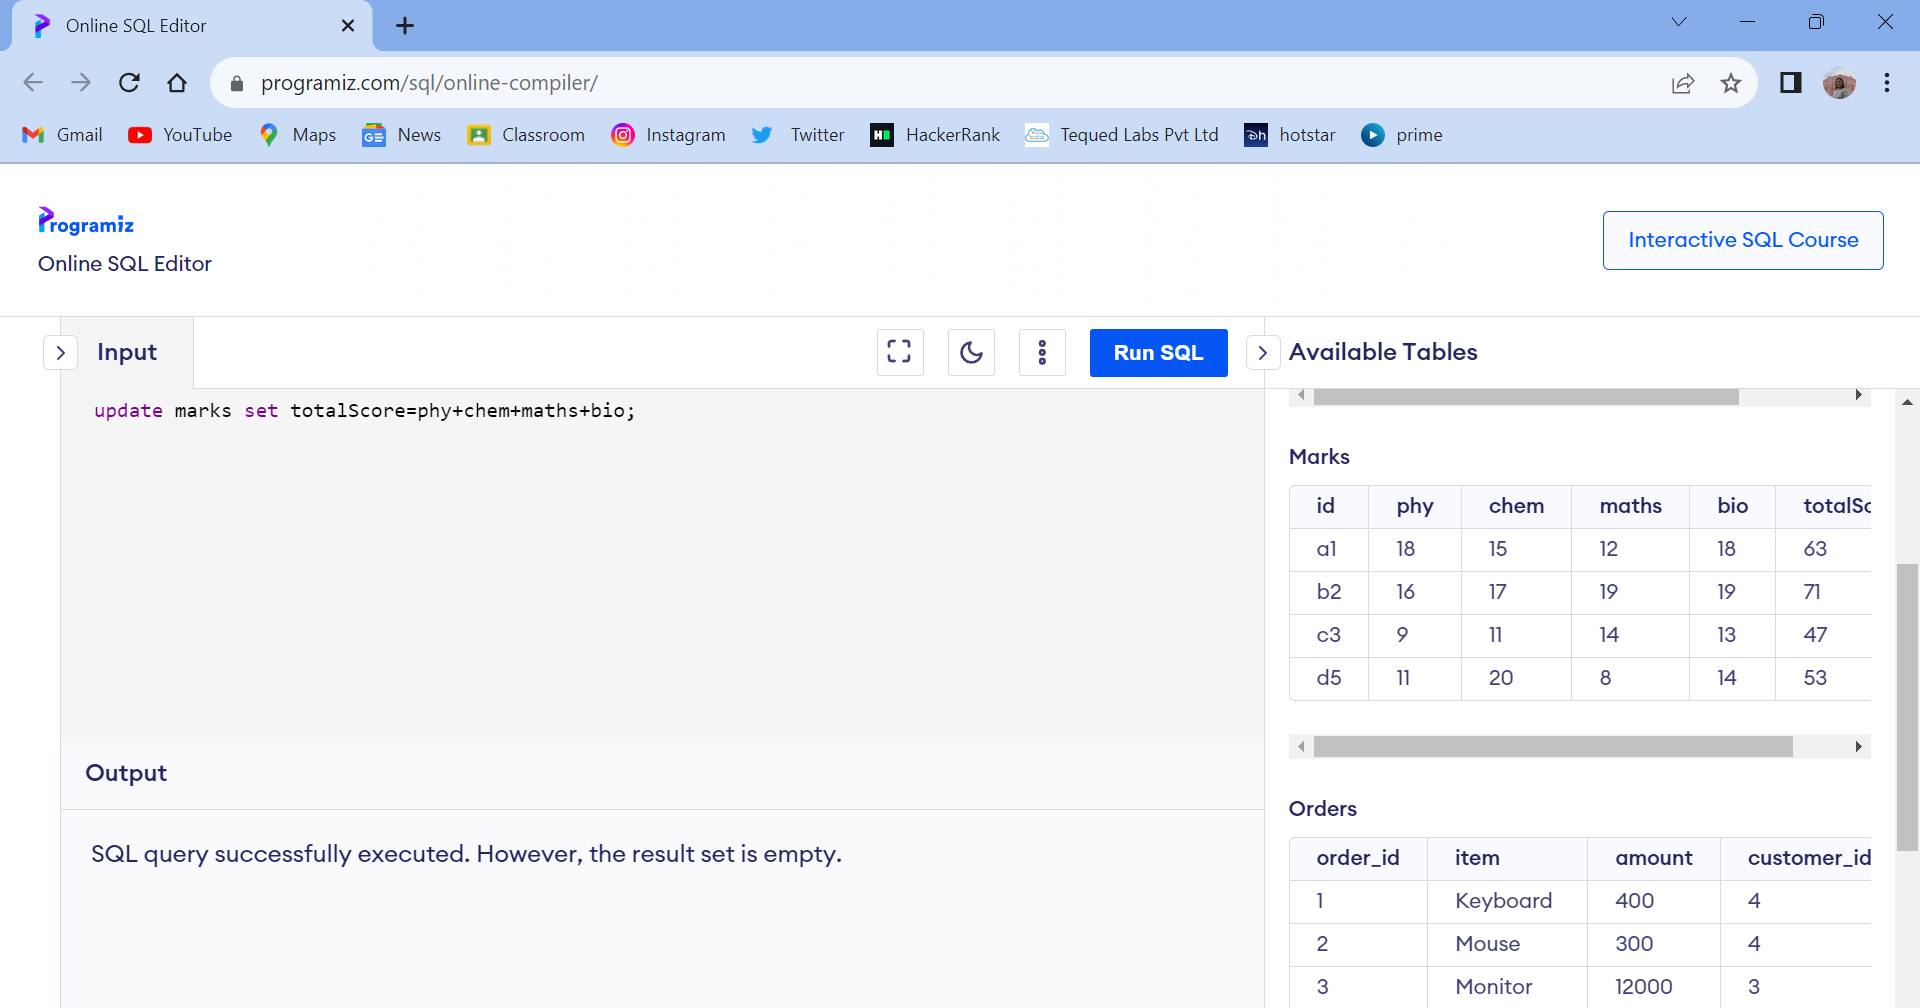 Online SQL Editor
programiz.com/sql/online-compiler/
Gmail YouTube Maps News Classroom Instagram Twitter HackerRank Tequed Labs Pvt Ltd hotstar prime
Programiz
Online SQL Editor
Interactive SQL Course
Input
Run SQL
Available Tables
update marks set totalScore=phy+chem+maths+bio;
Output
SQL query successfully executed. However, the result set is empty.
Marks
id phy chem maths bio totalSc
a1 18 15 12 18 63
b2 16 17 19 19 71
c3 9 11 14 13 47
d5 11 20 8 14 53
Orders
order_id item amount customer_id
1 Keyboard 400 4
2 Mouse 300 4
3 Monitor 12000 3